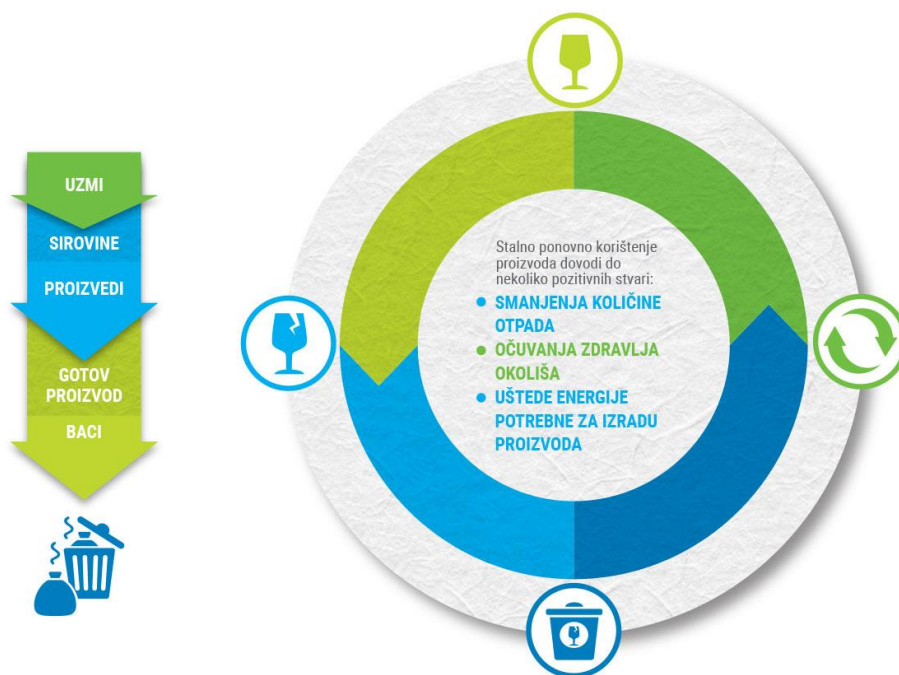 UZMI
SIROVINE
PROIZVEDI
GOTOV
PROIZVOD
BACI
Stalno ponovno korištenje
proizvoda dovodi do
nekoliko pozitivnih stvari:
• SMANJENJA KOLIČINE
OTPADA
• OČUVANJA ZDRAVLJA
OKOLIŠA
• UŠTEDE ENERGIJE
POTREBNE ZA IZRADU
PROIZVODA